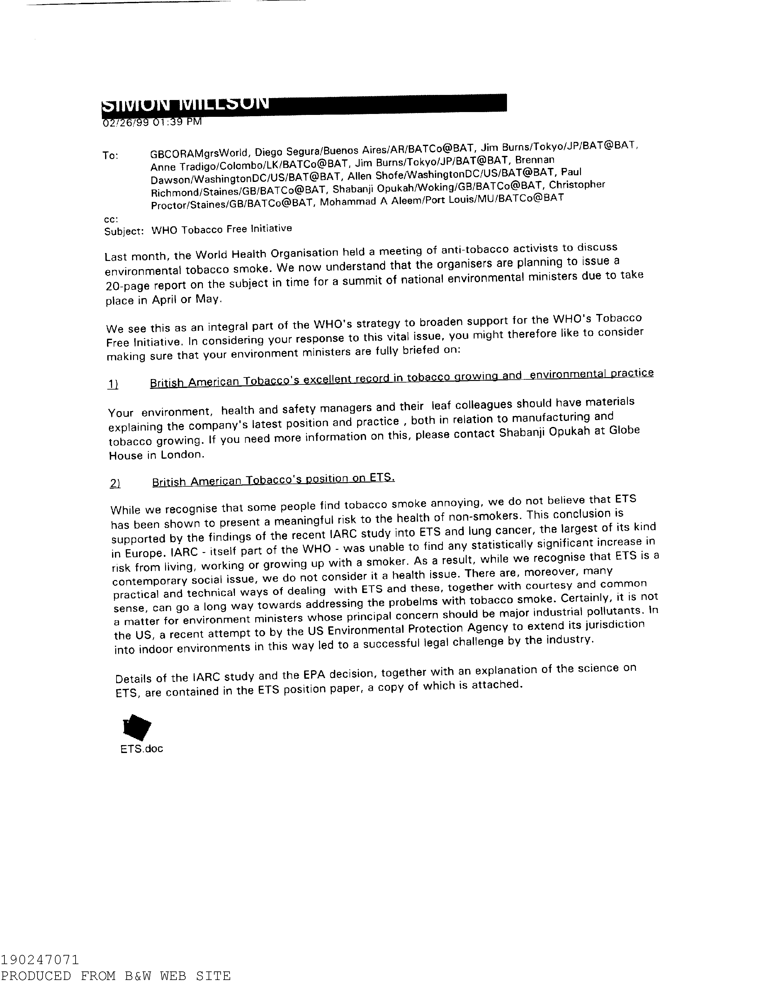 SIMON MILLSON
02/26/99 01:39 PM
To: GBCORAMgrsWorld, Diego Segura/Buenos Aires/AR/BATCo@BAT, Jim Burns/Tokyo/JP/BAT@BAT,
Anne Tradigo/Colombo/LK/BATCo@BAT, Jim Burns/Tokyo/JP/BAT@BAT, Brennan
Dawson/WashingtonDC/US/BAT@BAT, Allen Shofe/WashingtonDC/US/BAT@BAT, Paul
Richmond/Staines/GB/BATCo@BAT, Shabanji Opukah/Woking/GB/BATCo@BAT, Christopher
Proctor/Staines/GB/BATCo@BAT, Mohammad A Aleem/Port Louis/MU/BATCo@BAT
cc:
Subject: WHO Tobacco Free Initiative
Last month, the World Health Organisation held a meeting of anti-tobacco activists to discuss
environmental tobacco smoke. We now understand that the organisers are planning to issue a
20-page report on the subject in time for a summit of national environmental ministers due to take
place in April or May.
We see this as an integral part of the WHO's strategy to broaden support for the WHO's Tobacco
Free Initiative. In considering your response to this vital issue, you might therefore like to consider
making sure that your environment ministers are fully briefed on:
1) British American Tobacco's excellent record in tobacco growing and environmental practice
Your environment, health and safety managers and their leaf colleagues should have materials
explaining the company's latest position and practice , both in relation to manufacturing and
tobacco growing. If you need more information on this, please contact Shabanji Opukah at Globe
House in London.
2) British American Tobacco's position on ETS.
While we recognise that some people find tobacco smoke annoying, we do not believe that ETS
has been shown to present a meaningful risk to the health of non-smokers. This conclusion is
supported by the findings of the recent IARC study into ETS and lung cancer, the largest of its kind
in Europe. IARC - itself part of the WHO - was unable to find any statistically significant increase in
risk from living, working or growing up with a smoker. As a result, while we recognise that ETS is a
contemporary social issue, we do not consider it a health issue. There are, moreover, many
practical and technical ways of dealing with ETS and these, together with courtesy and common
sense, can go a long way towards addressing the probelms with tobacco smoke. Certainly, it is not
a matter for environment ministers whose principal concern should be major industrial pollutants. In
the US, a recent attempt to by the US Environmental Protection Agency to extend its jurisdiction
into indoor environments in this way led to a successful legal challenge by the industry.
Details of the IARC study and the EPA decision, together with an explanation of the science on
ETS, are contained in the ETS position paper, a copy of which is attached.
ETS.doc
190247071
PRODUCED FROM B&W WEB SITE